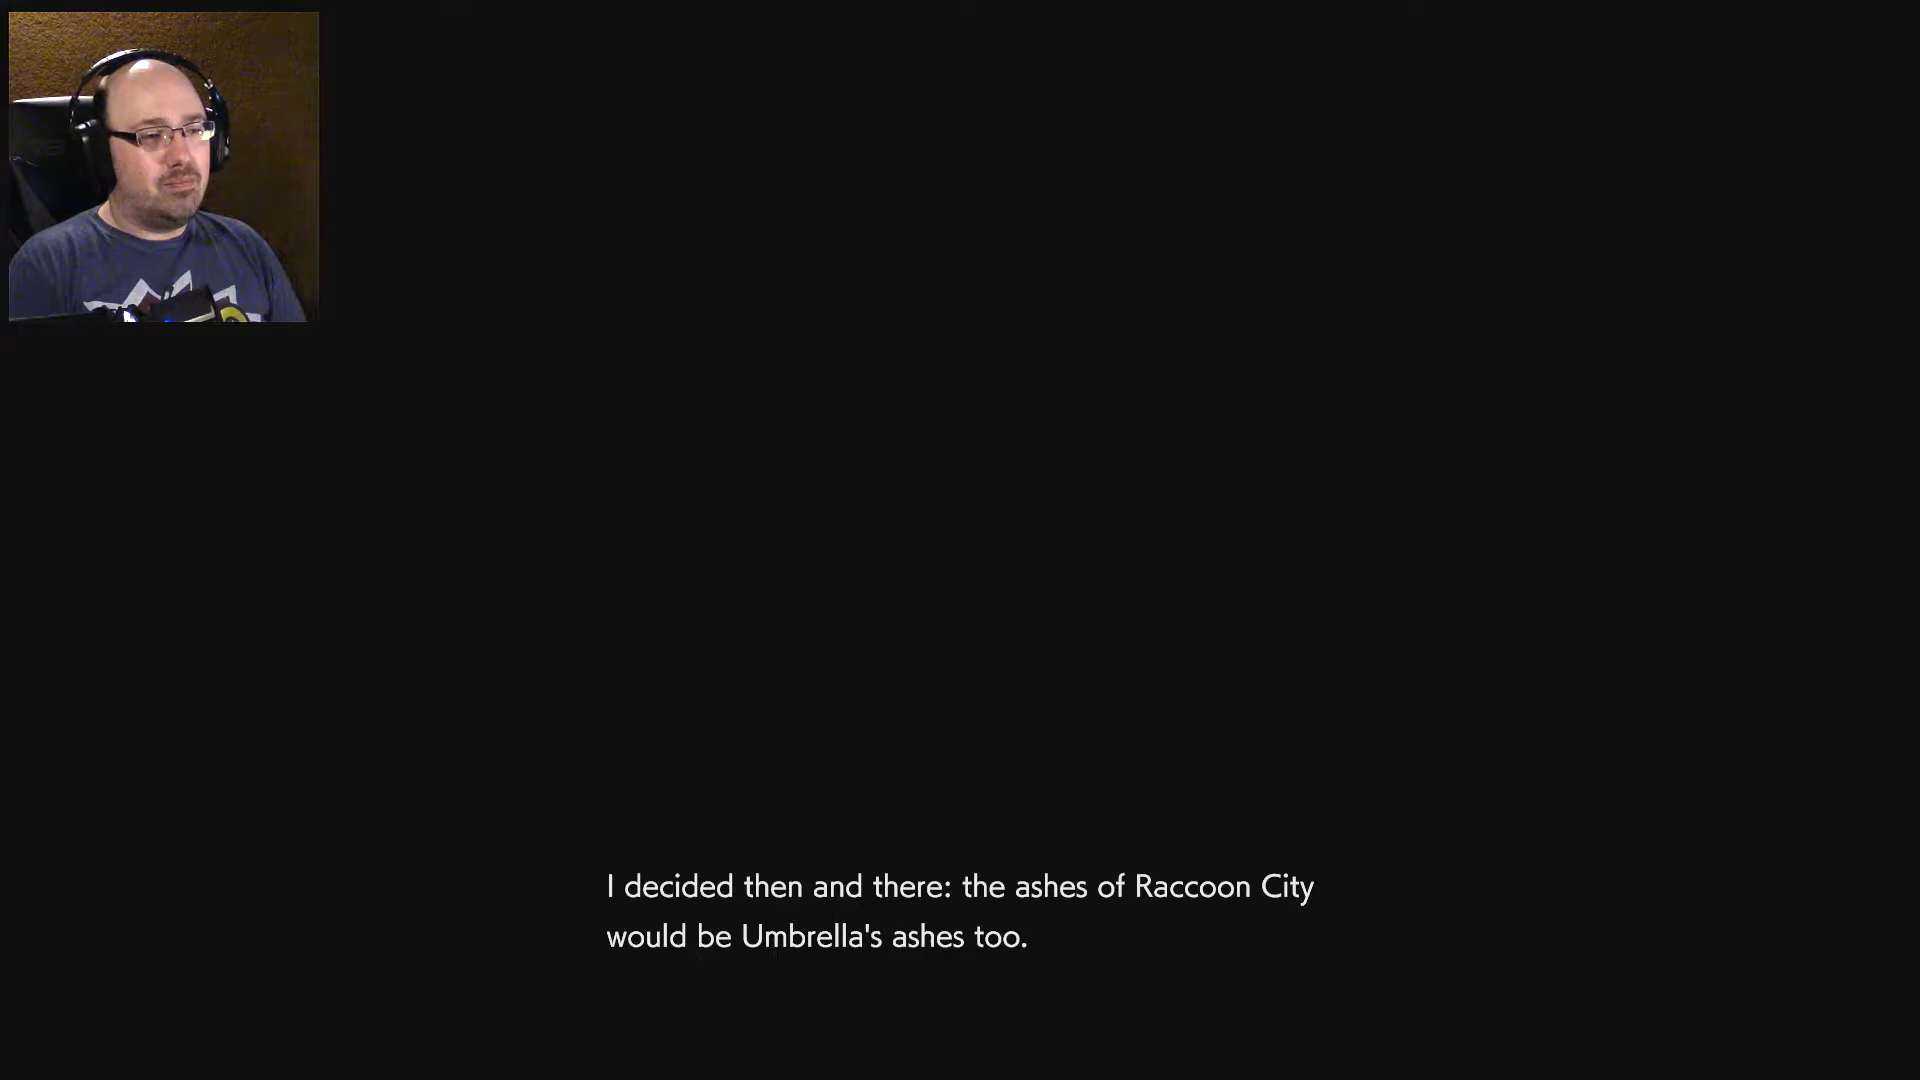 I decided then and there: the ashes of Raccoon City
would be Umbrella's ashes too.